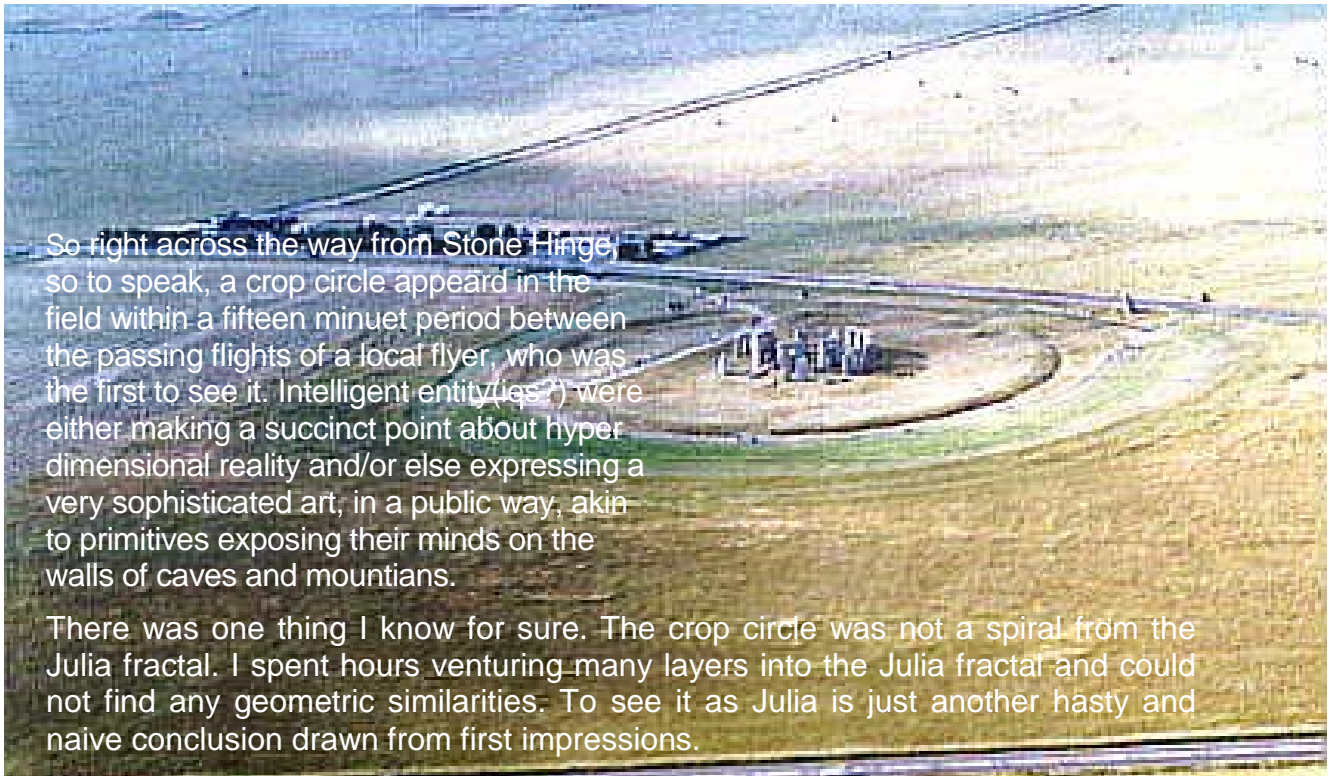 So right across the way from Stone Hinge,
so to speak, a crop circle appeard in the
field within a fifteen minuet period between
the passing flights of a local flyer, who was
the first to see it. Intelligent entity(ies?) were
either making a succinct point about hyper
dimensional reality and/or else expressing a
very sophisticated art, in a public way, akin
to primitives exposing their minds on the
walls of caves and mountians.
There was one thing I know for sure. The crop circle was not a spiral from the
Julia fractal. I spent hours venturing many layers into the Julia fractal and could
not find any geometric similarities. To see it as Julia is just another hasty and
naive conclusion drawn from first impressions.